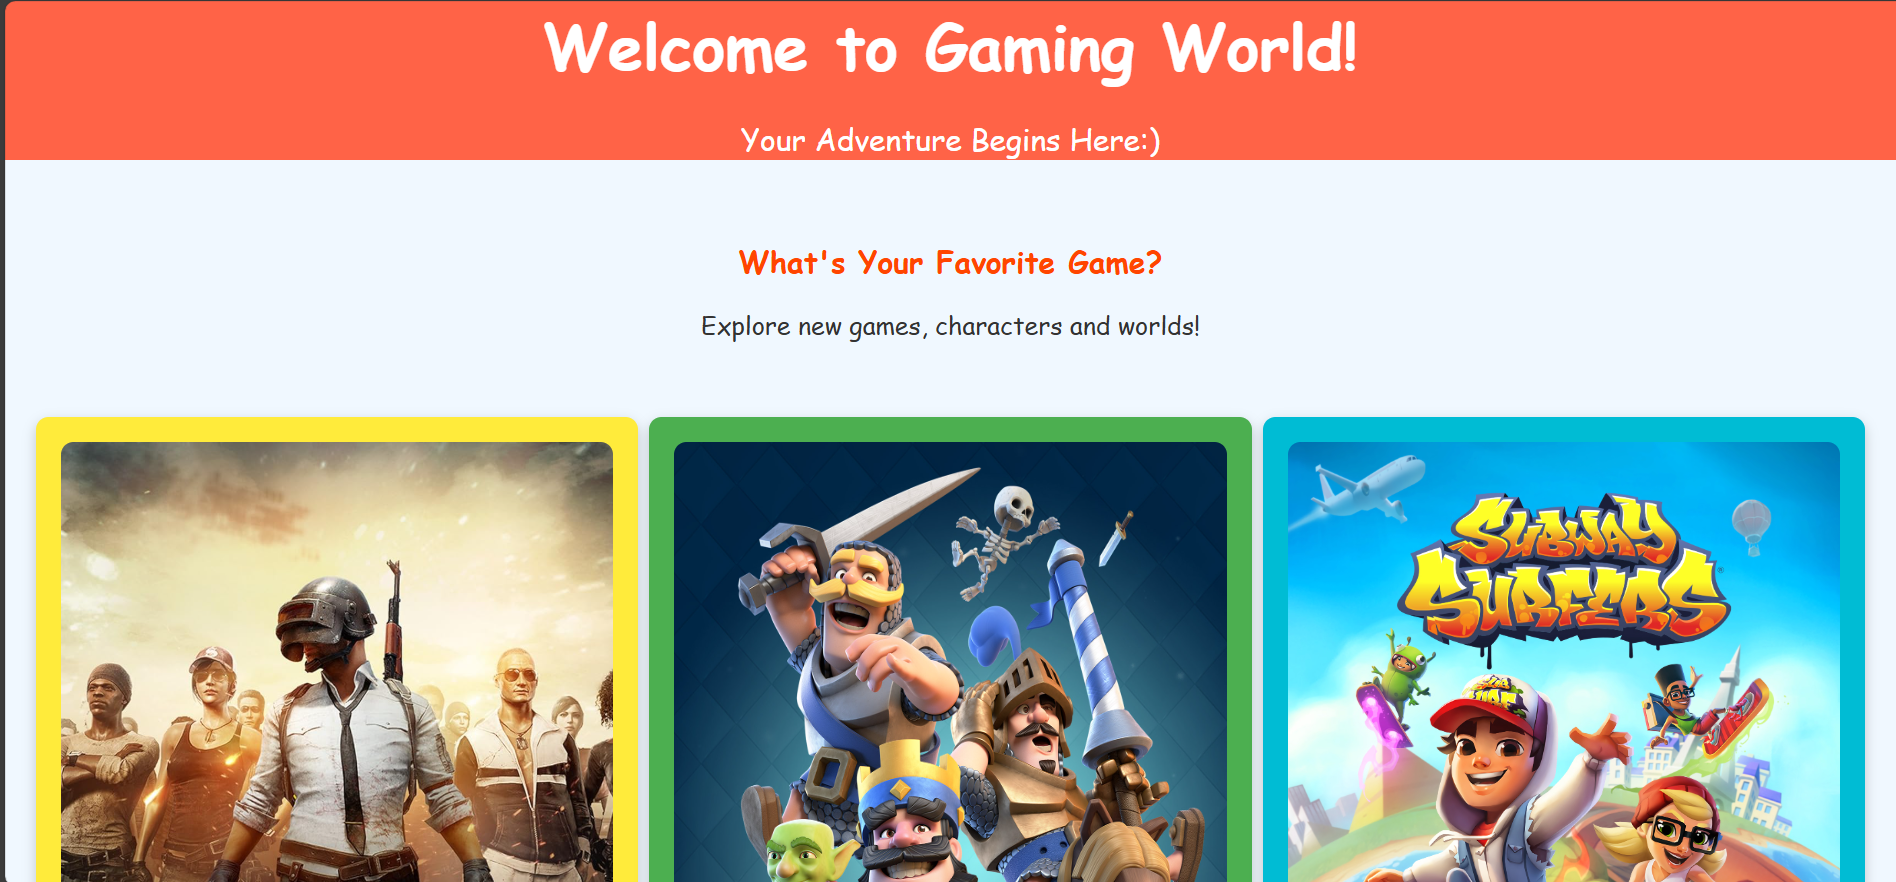 Welcome to Gaming World!
Your Adventure Begins Here:)
What's Your Favorite Game?
Explore new games, characters and worlds!
SUBWAY
SURFERS